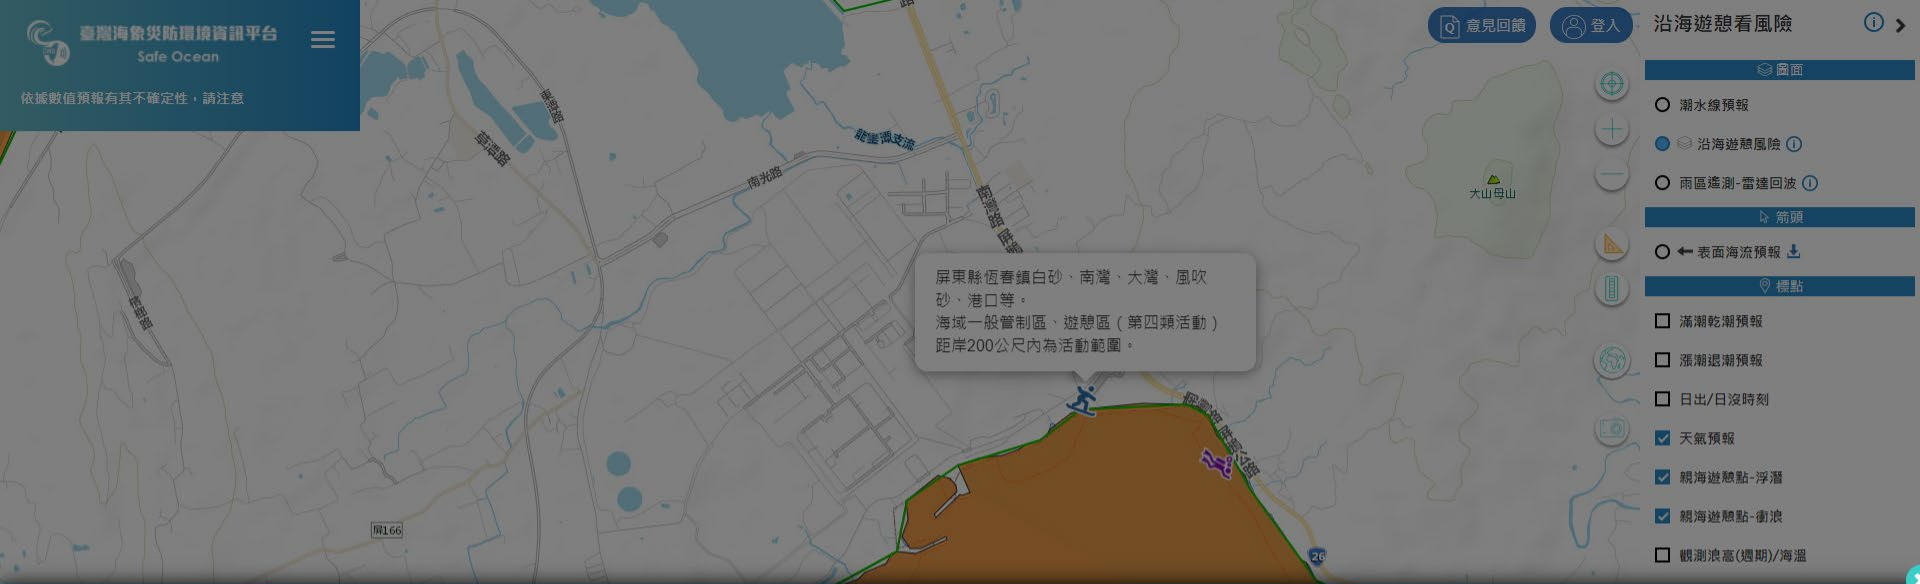 臺灣海象災防環境資訊平台
Safe Ocean
依據數值預報有其不確定性，請注意
意見回饋
登入
沿海遊憩看風險
圖面
潮水線預報
沿海遊憩風險
雨區遙測-雷達回波
箭頭
表面海流預報
標點
滿潮乾潮預報
漲潮退潮預報
日出/日沒時刻
天氣預報
親海遊憩點-浮潛
親海遊憩點-衝浪
觀測浪高(週期)/海溫
龍鑾潭支流
南光路
大山母山
屏東縣恆春鎮白砂、南灣、大灣、風吹
砂、港口等。
海域一般管制區、遊憩區（第四類活動）
距岸200公尺內為活動範圍。
屏166
26